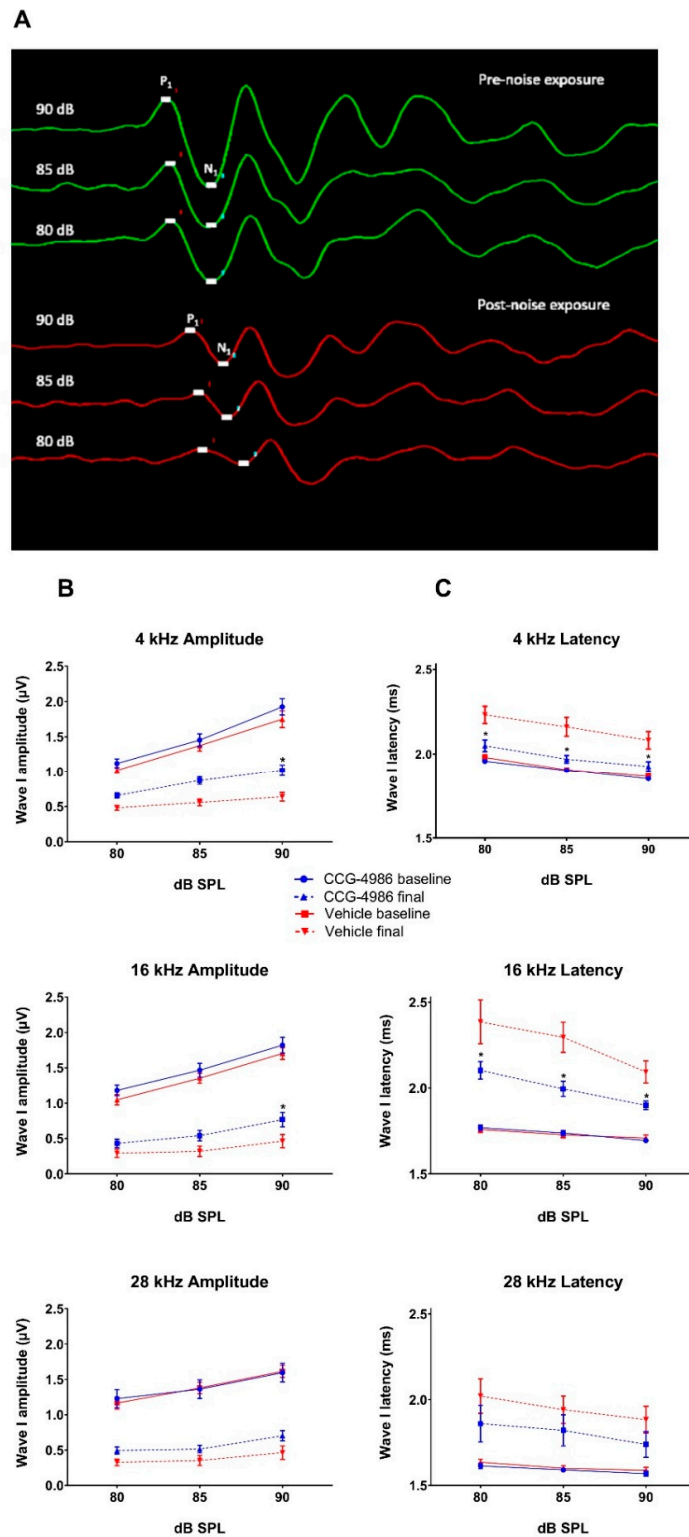 A
P1
Pre-noise exposure
90 dB
85 dB
N1
80 dB
P1
Post-noise exposure
90 dB
N1
85 dB
80 dB
B
4 kHz Amplitude
Wave I amplitude (µV)
2.5
2.0
1.5
1.0
0.5
0.0
*
80 85 90
dB SPL
C
4 kHz Latency
Wave I latency (ms)
2.5
2.0
1.5
* * *
80 85 90
dB SPL
CCG-4986 baseline
CCG-4986 final
Vehicle baseline
Vehicle final
16 kHz Amplitude
Wave I amplitude (µV)
2.5
2.0
1.5
1.0
0.5
0.0
*
80 85 90
dB SPL
16 kHz Latency
Wave I latency (ms)
2.5
2.0
1.5
* * *
80 85 90
dB SPL
28 kHz Amplitude
Wave I amplitude (µV)
2.5
2.0
1.5
1.0
0.5
0.0
80 85 90
dB SPL
28 kHz Latency
Wave I latency (ms)
2.5
2.0
1.5
80 85 90
dB SPL